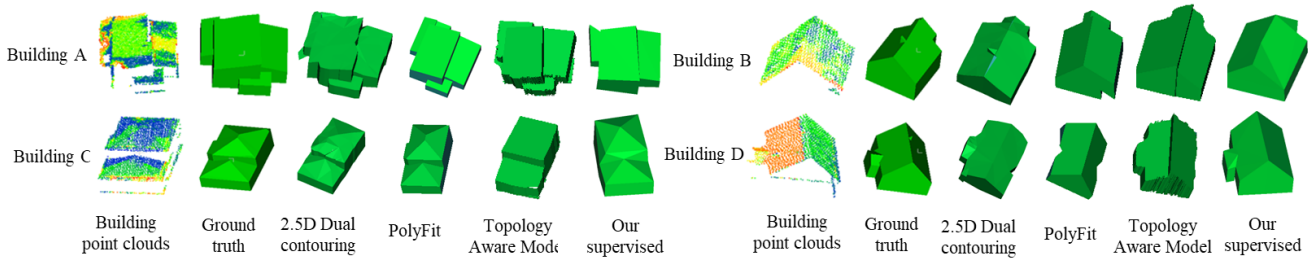 Building A
Building B
Building C
Building D
Building
point clouds
Ground
truth
2.5D Dual
contouring
PolyFit
Topology
Aware Mode
Our
supervised
Building
point clouds
Ground
truth
2.5D Dual
contouring
PolyFit
Topology
Aware Model
Our
supervised